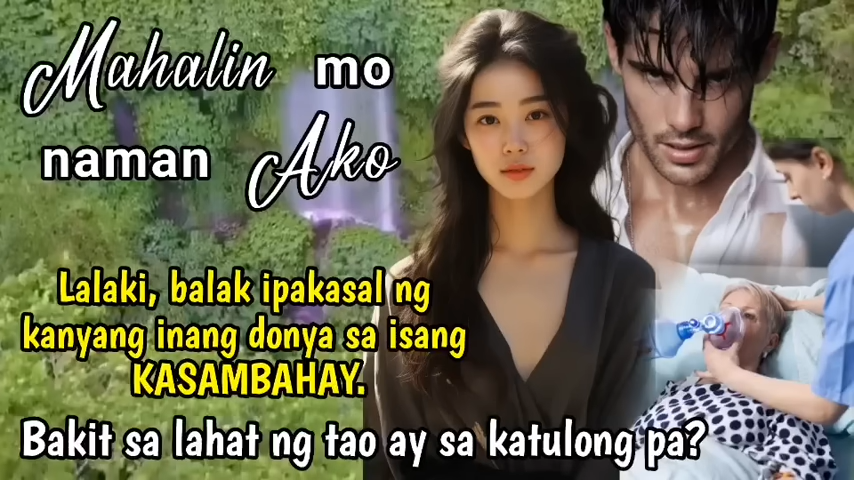 Mahalin mo
naman Ako
Lalaki, balak ipakasal ng
kanyang inang donya sa isang
KASAMBAHAY.
Bakit sa lahat ng tao ay sa katulong pa?